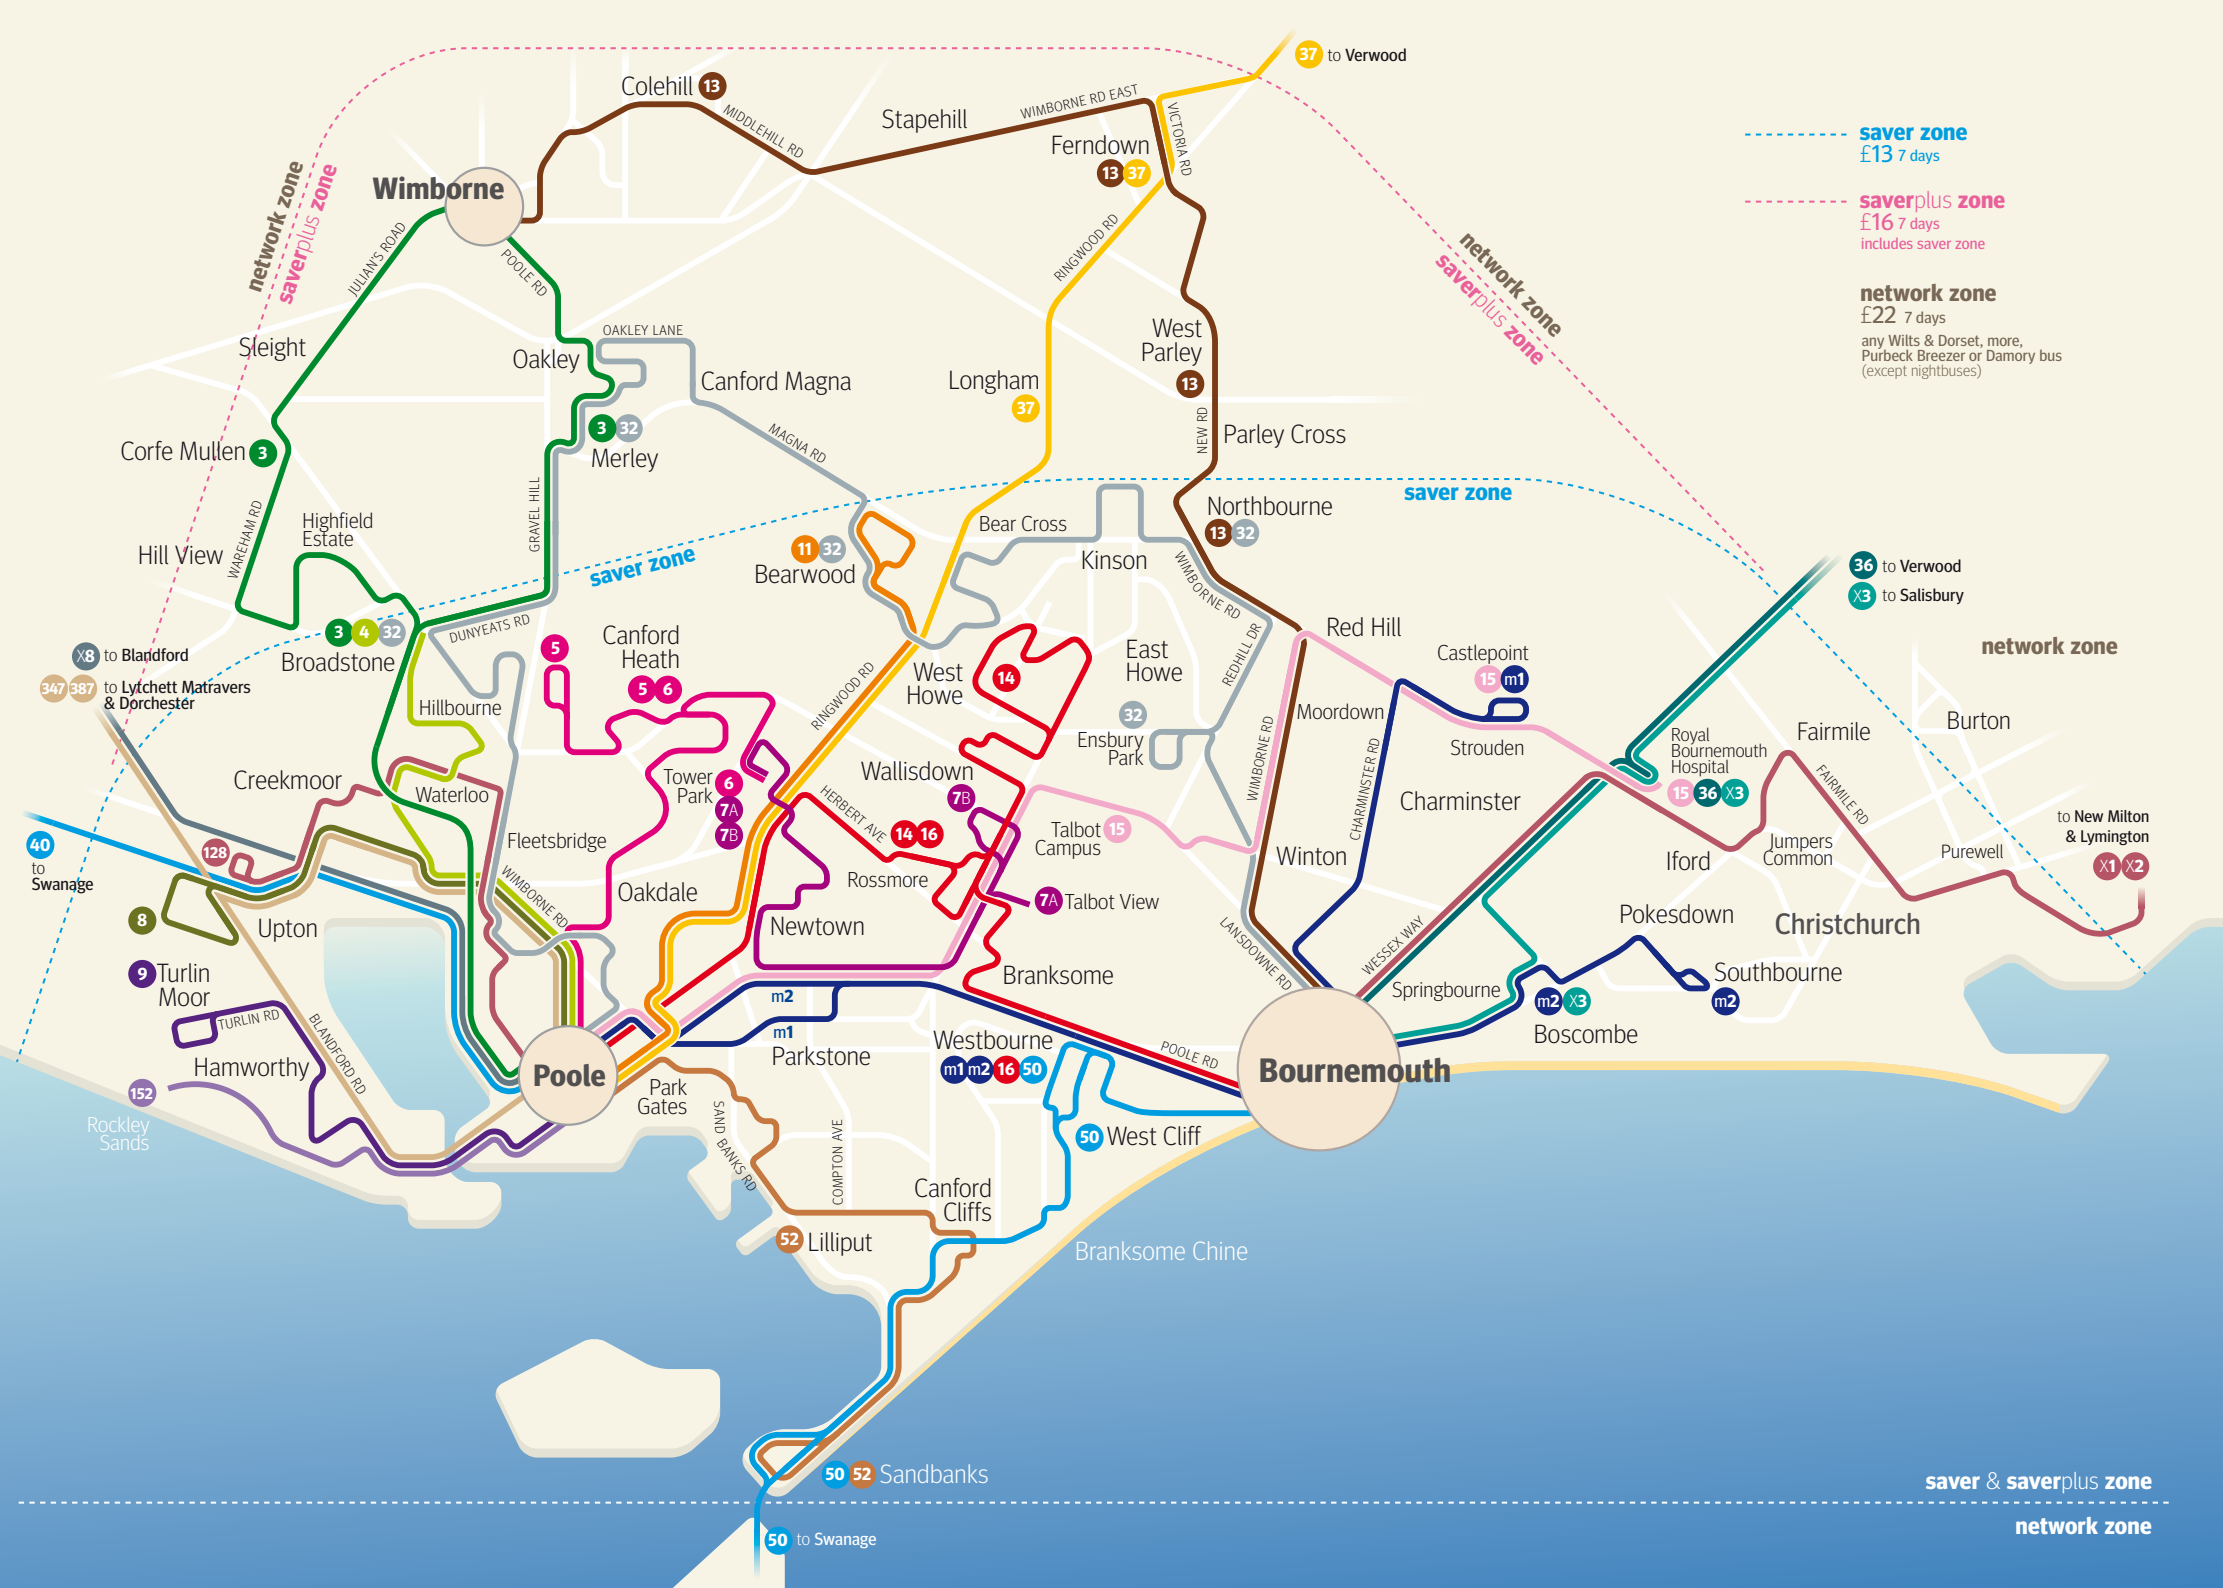 37 to Verwood
Colehill 13
MIDDLEHILL RD
Stapehill
WIMBORNE RD EAST
VICTORIA RD
Ferndown
13 37
saver zone
£13 7 days
saverplus zone
£16 7 days
includes saver zone
network zone
£22 7 days
any Wilts & Dorset, more,
Purbeck Breezer or Damory bus
(except nightbuses)
network zone
saverplus zone
Wimborne
JULIAN'S ROAD
POOLE RD
RINGWOOD RD
network zone
saverplus zone
Sleight
OAKLEY LANE
Oakley
Canford Magna
West
Parley
13
Longham
37
NEW RD
Parley Cross
Corfe Mullen 3
3 32
Merley
MAGNA RD
GRAVEL HILL
WAREHAM RD
Highfield
Estate
Hill View
saver zone
saver zone
Northbourne
13 32
Bear Cross
Kinson
11 32
Bearwood
WIMBORNE RD
36 to Verwood
X3 to Salisbury
network zone
3 4 32
Broadstone
DUNYEATS RD
5
Canford
Heath
5 6
X8 to Blandford
347 387 to Lytchett Matravers
& Dorchester
Hillbourne
RINGWOOD RD
West
Howe
14
East
Howe
REDHILL DR
Red Hill
Castlepoint
15 m1
32
Ensbury
Park
Moordown
Strouden
Royal
Bournemouth
Hospital
15 36 X3
Fairmile
FAIRMILE RD
Burton
Creekmoor
Waterloo
Tower
Park
6
7A
7B
Wallisdown
7B
HERBERT AVE
14 16
WIMBORNE RD
CHARMINSTER RD
Charminster
to New Milton
& Lymington
X1 X2
40
to
Swanage
128
Fleetsbridge
WIMBORNE RD
Oakdale
Rossmore
Talbot
Campus
15
Winton
Iford
Jumpers
Common
Purewell
8
Upton
Newtown
7A Talbot View
LANSDOWNE RD
WESSEX WAY
Pokesdown
Christchurch
9 Turlin
Moor
TURLIN RD
BLANDFORD RD
Branksome
m2
m1
Springbourne
m2 X3
Boscombe
Southbourne
m2
Hamworthy
152
Rockley
Sands
Poole
Park
Gates
Parkstone
Westbourne
m1 m2 16 50
POOLE RD
Bournemouth
SAND BANKS RD
COMPTON AVE
50 West Cliff
Canford
Cliffs
52 Lilliput
Branksome Chine
50 52 Sandbanks
saver & saverplus zone
network zone
50 to Swanage